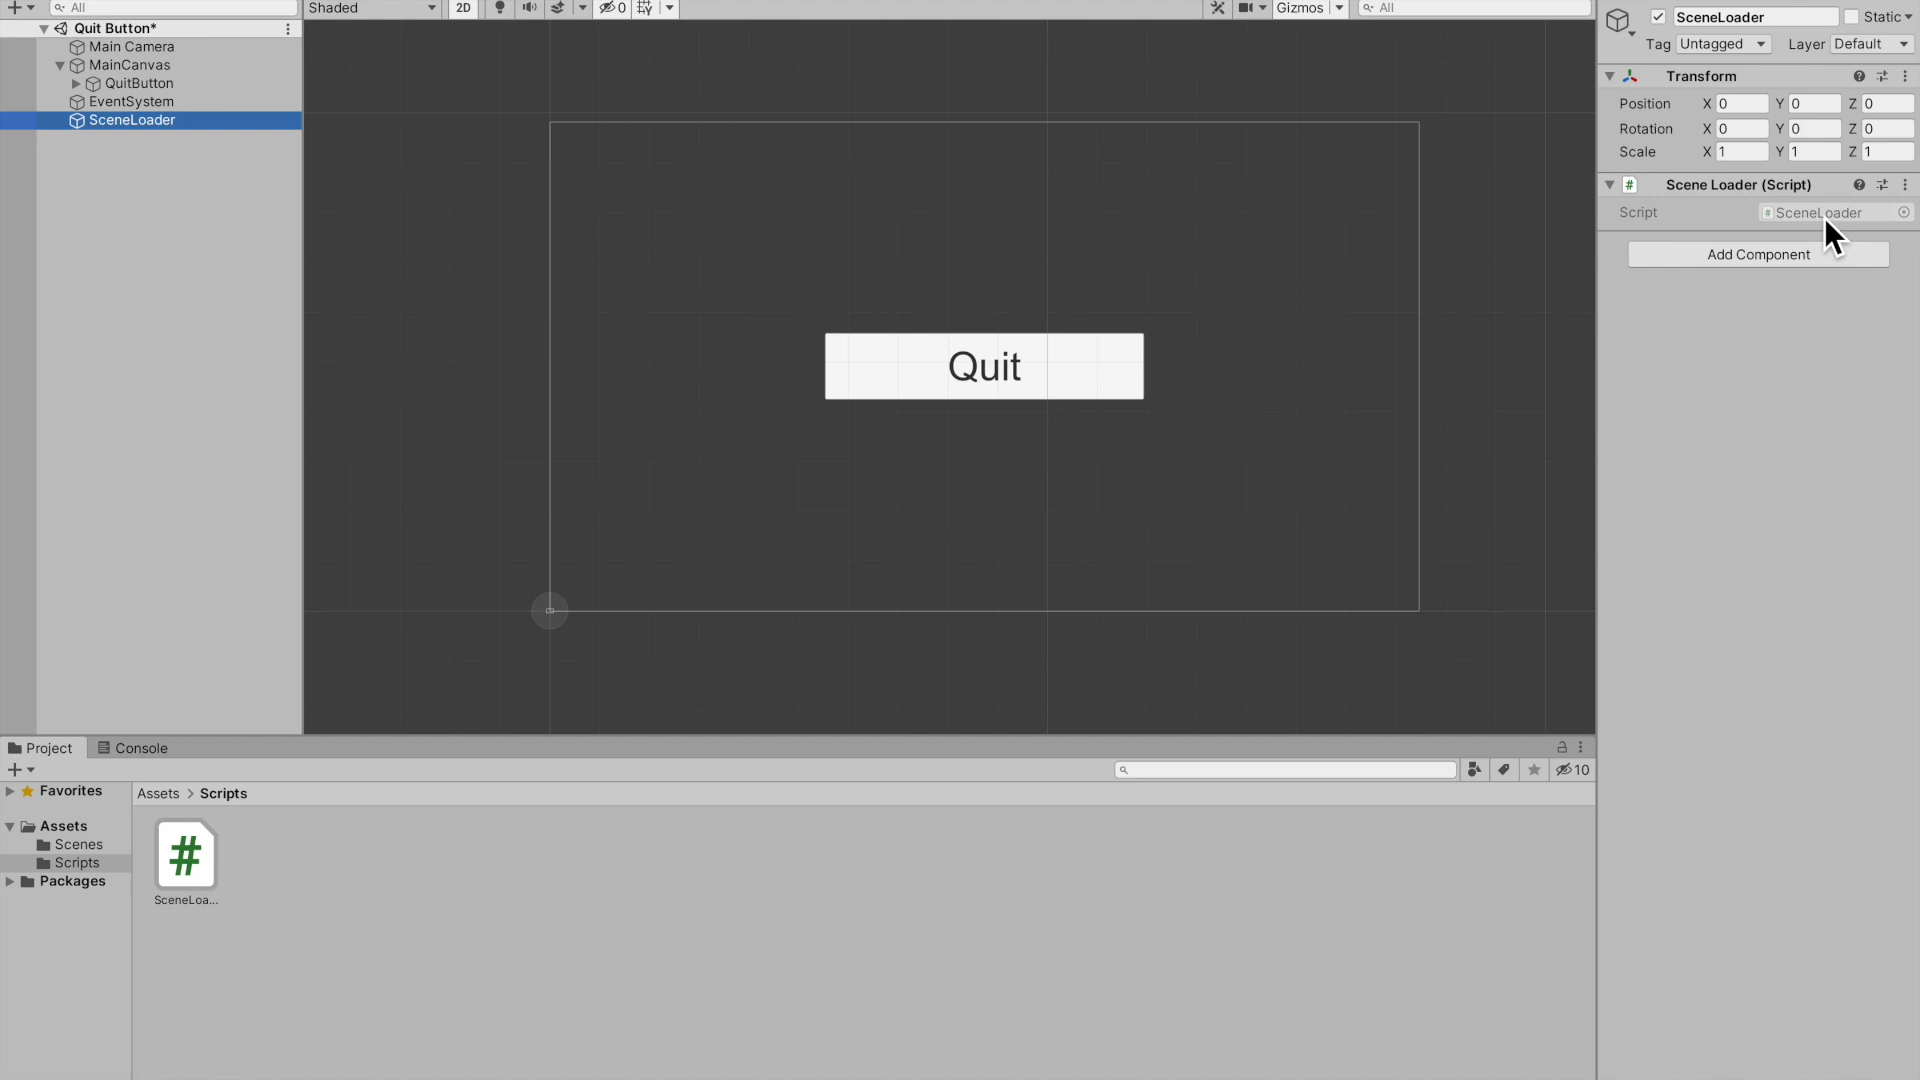 All
Shaded
2D
0
Gizmos
All
Quit Button*
Main Camera
MainCanvas
QuitButton
EventSystem
SceneLoader
Quit
SceneLoader
Static
Tag Untagged Layer Default
Transform
Position X 0 Y 0 Z 0
Rotation X 0 Y 0 Z 0
Scale X 1 Y 1 Z 1
# Scene Loader (Script)
Script # SceneLoader
Add Component
Project Console
10
Favorites
Assets
Scenes
Scripts
Packages
Assets > Scripts
#
SceneLoa...